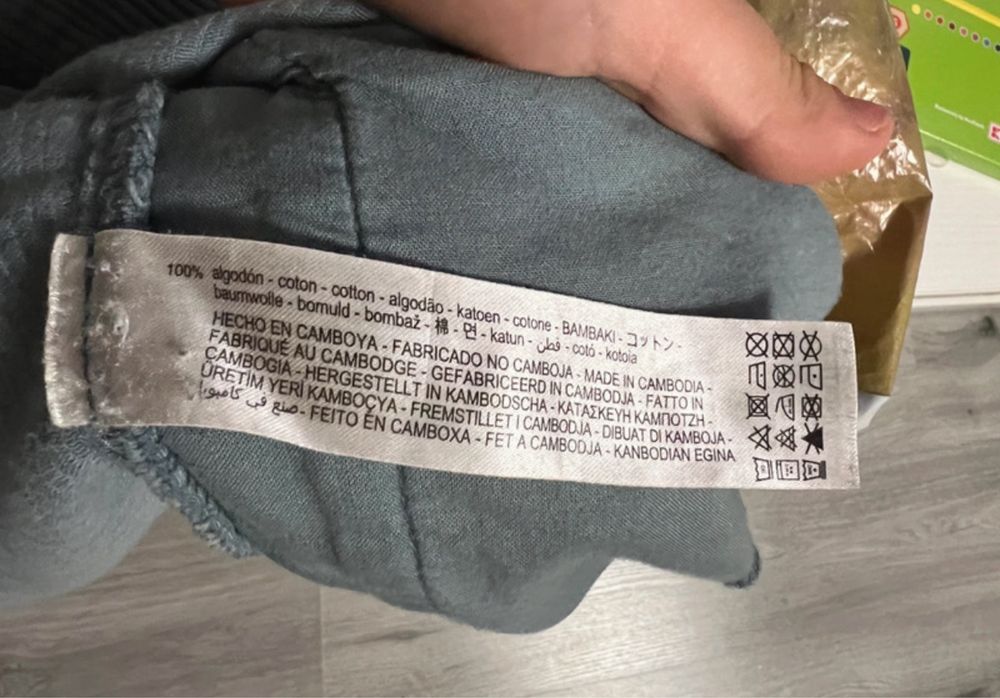 100% algodón - coton - cotton - algodão - katoen - cotone - BAMBAKI - コットン -
baumwolle - bomuld - bombaž - 棉 - 면 - katun - قطن - cotó - kotoia
HECHO EN CAMBOYA - FABRICADO NO CAMBOJA - MADE IN CAMBODIA -
FABRIQUÉ AU CAMBODGE - GEFABRICEERD IN CAMBODJA - FATTO IN
CAMBOGIA - HERGESTELLT IN KAMBODSCHA - ΚΑΤΑΣΚΕΥΗ ΚΑΜΠΟΤΖΗ -
ÜRETİM YERİ KAMBOÇYA - FREMSTILLET I CAMBODJA - DIBUAT DI KAMBOJA -
صنع في كامبوديا - FEITO EN CAMBOXA - FET A CAMBODJA - KANBODIAN EGINA